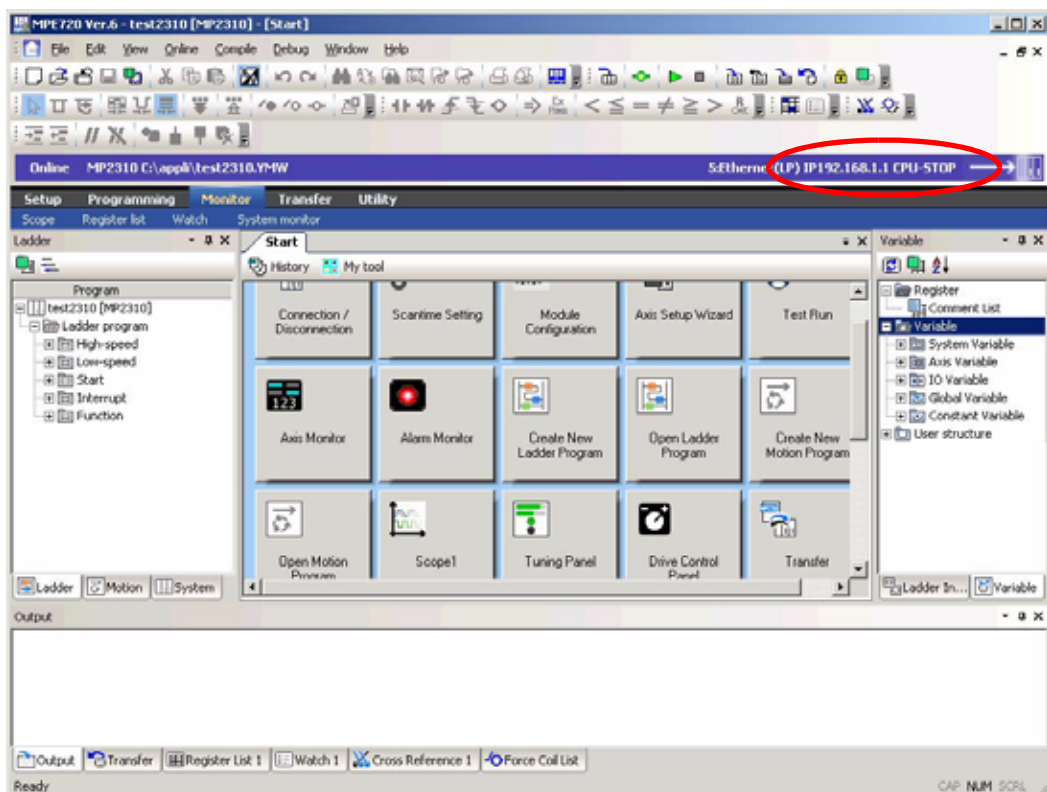 MPE720 Ver.6 - test2310 [MP2310] - [Start]
File Edit View Online Compile Debug Window Help
Online MP2310 C:\appli\test2310.YMW 5:Ethernet(LP) IP192.168.1.1 CPU-STOP
Setup Programming Monitor Transfer Utility
Scope Register list Watch System monitor
Ladder
Program
test2310 [MP2310]
Ladder program
High-speed
Low-speed
Start
Interrupt
Function
Ladder Motion System
Start
History My tool
Connection /
Disconnection
Scantime Setting
Module
Configuration
Axis Setup Wizard
Test Run
123
Axis Monitor
Alarm Monitor
Create New
Ladder Program
Open Ladder
Program
Create New
Motion Program
Open Motion
Program
Scope1
Tuning Panel
Drive Control
Panel
Transfer
Variable
Register
Comment List
Variable
System Variable
Axis Variable
IO Variable
Global Variable
Constant Variable
User structure
Ladder In... Variable
Output
Output Transfer Register List 1 Watch 1 Cross Reference 1 Force Coil List
Ready CAP NUM SCRL